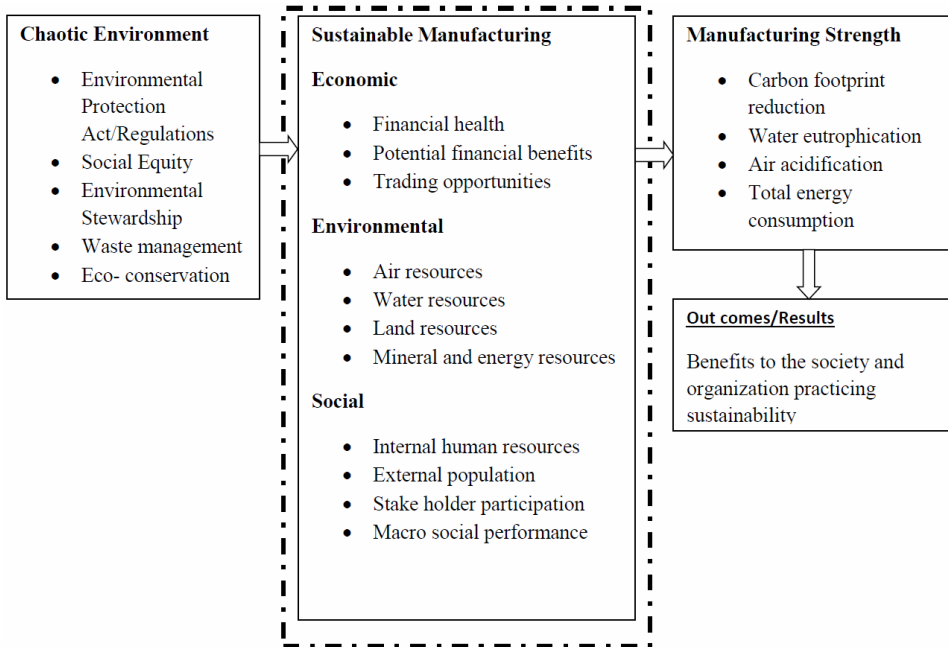 Chaotic Environment
• Environmental
Protection
Act/Regulations
• Social Equity
• Environmental
Stewardship
• Waste management
• Eco- conservation
Sustainable Manufacturing
Economic
• Financial health
• Potential financial benefits
• Trading opportunities
Environmental
• Air resources
• Water resources
• Land resources
• Mineral and energy resources
Social
• Internal human resources
• External population
• Stake holder participation
• Macro social performance
Manufacturing Strength
• Carbon footprint
reduction
• Water eutrophication
• Air acidification
• Total energy
consumption
Out comes/Results
Benefits to the society and
organization practicing
sustainability